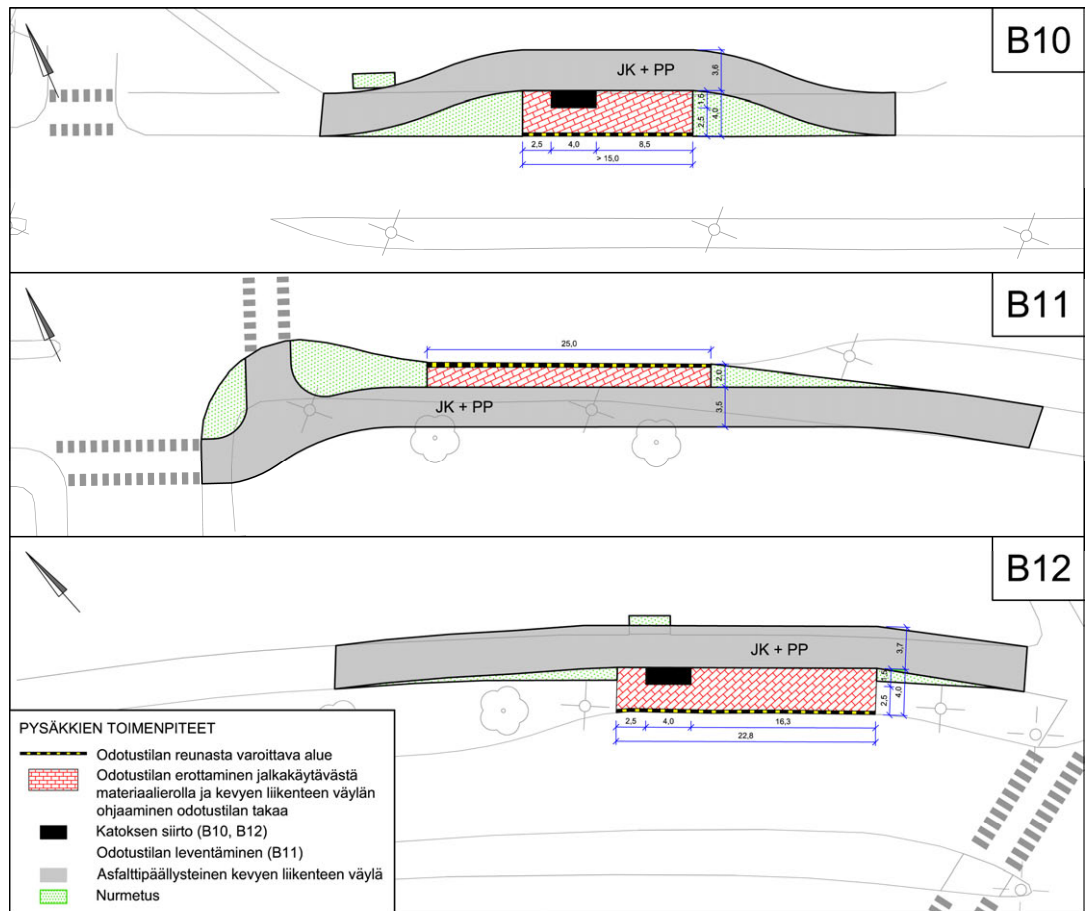 B10
JK + PP
3,6
1,5
4,0
2,5
2,5
4,0
8,5
> 15,0
B11
25,0
2,0
JK + PP
3,5
B12
JK + PP
3,7
1,5
4,0
2,5
2,5
4,0
16,3
22,8
PYSÄKKIEN TOIMENPITEET
Odotustilan reunasta varoittava alue
Odotustilan erottaminen jalkakäytävästä
materiaalierolla ja kevyen liikenteen väylän
ohjaaminen odotustilan takaa
Katoksen siirto (B10, B12)
Odotustilan leventäminen (B11)
Asfalttipäällysteinen kevyen liikenteen väylä
Nurmetus